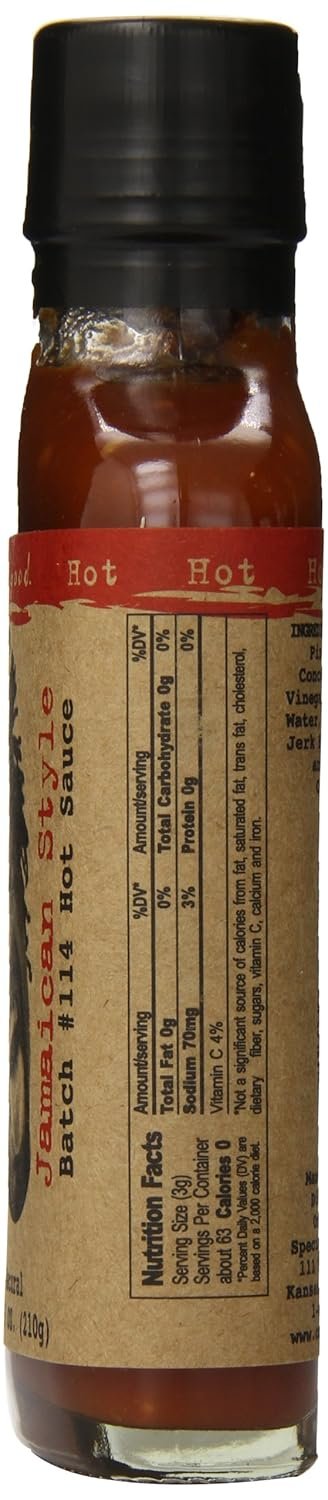 Hot Hot
Jamaican Style
Batch #114 Hot Sauce
(210g)
Nutrition Facts
Serving Size (3g)
Servings Per Container
about 63 Calories 0
*Percent Daily Values (DV) are
based on a 2,000 calorie diet.
Amount/serving %DV* Amount/serving %DV*
Total Fat 0g 0% Total Carbohydrate 0g 0%
Sodium 70mg 3% Protein 0g 0%
Vitamin C 4%
*Not a significant source of calories from fat, saturated fat, trans fat, cholesterol,
dietary fiber, sugars, vitamin C, calcium and iron.
Water,
Jerk
111